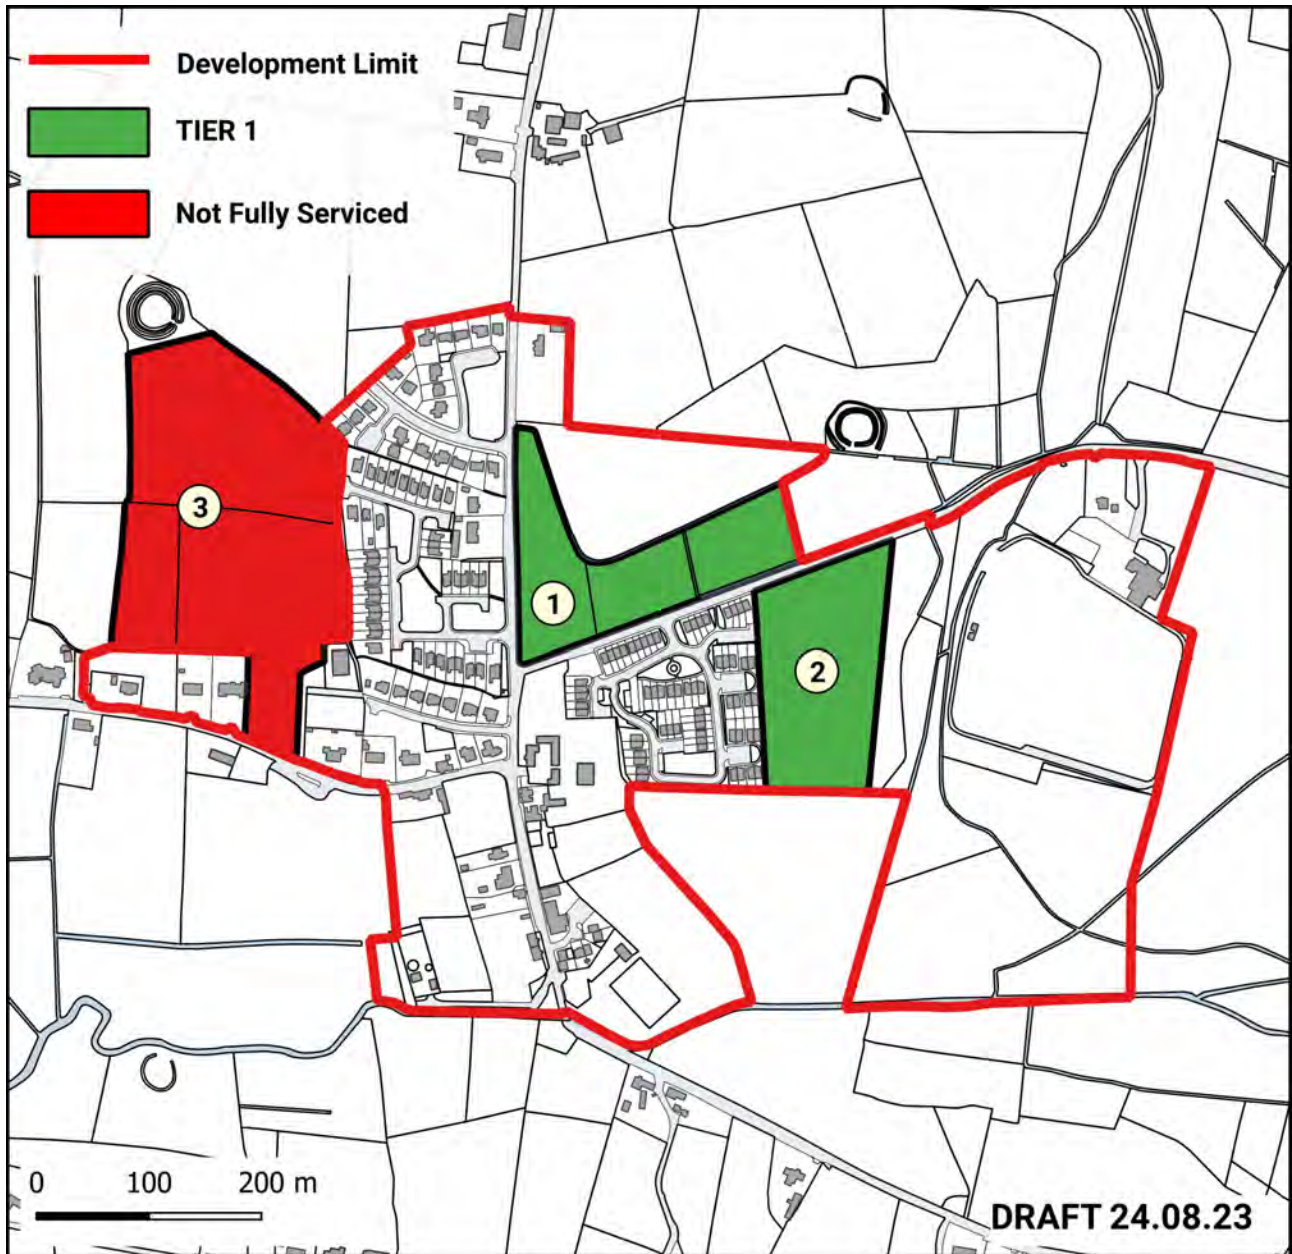 Development Limit
TIER 1
Not Fully Serviced
3
1
2
0 100 200 m
DRAFT 24.08.23